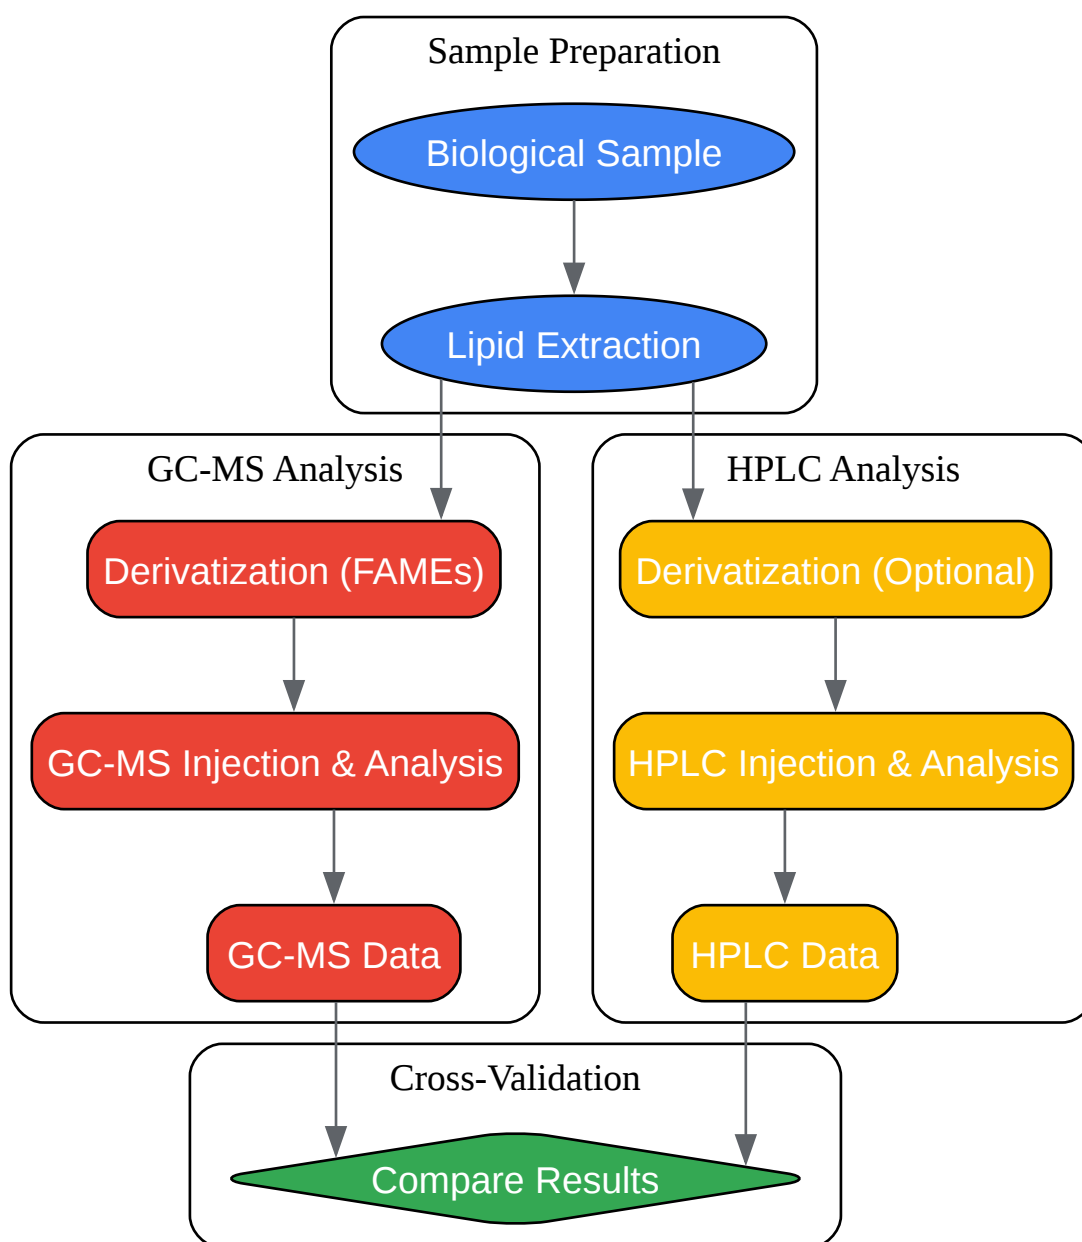 Sample Preparation
Biological Sample
Lipid Extraction
GC-MS Analysis
Derivatization (FAMEs)
GC-MS Injection & Analysis
GC-MS Data
HPLC Analysis
Derivatization (Optional)
HPLC Injection & Analysis
HPLC Data
Cross-Validation
Compare Results